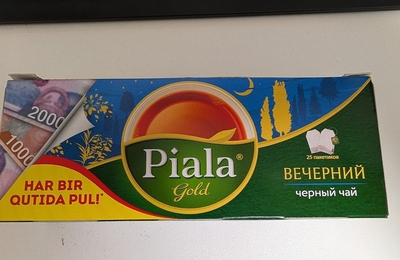 2000
1000
HAR BIR
QUTIDA PUL!*
Piala®
Gold
25 пакетиков
ВЕЧЕРНИЙ
черный чай